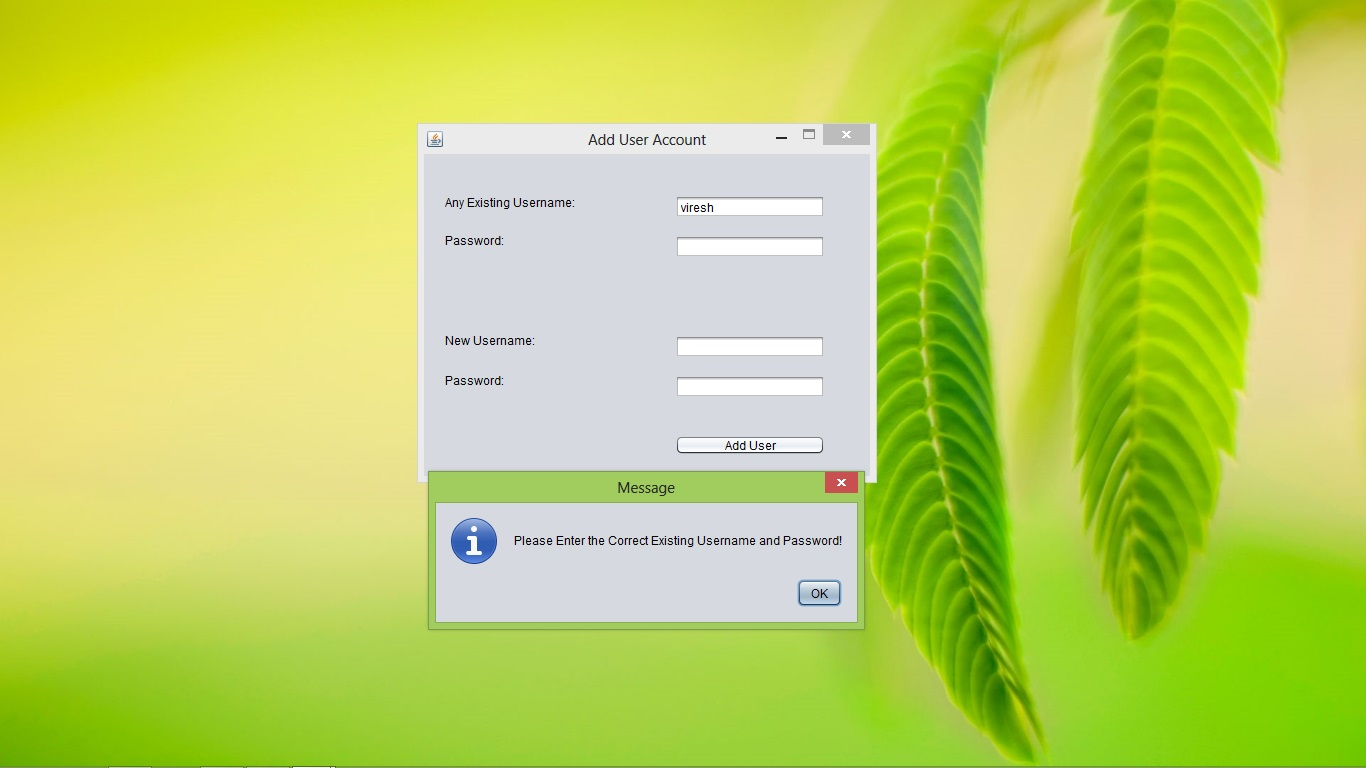 Add User Account
Any Existing Username:
viresh
Password:
New Username:
Password:
Add User
Message
Please Enter the Correct Existing Username and Password!
OK